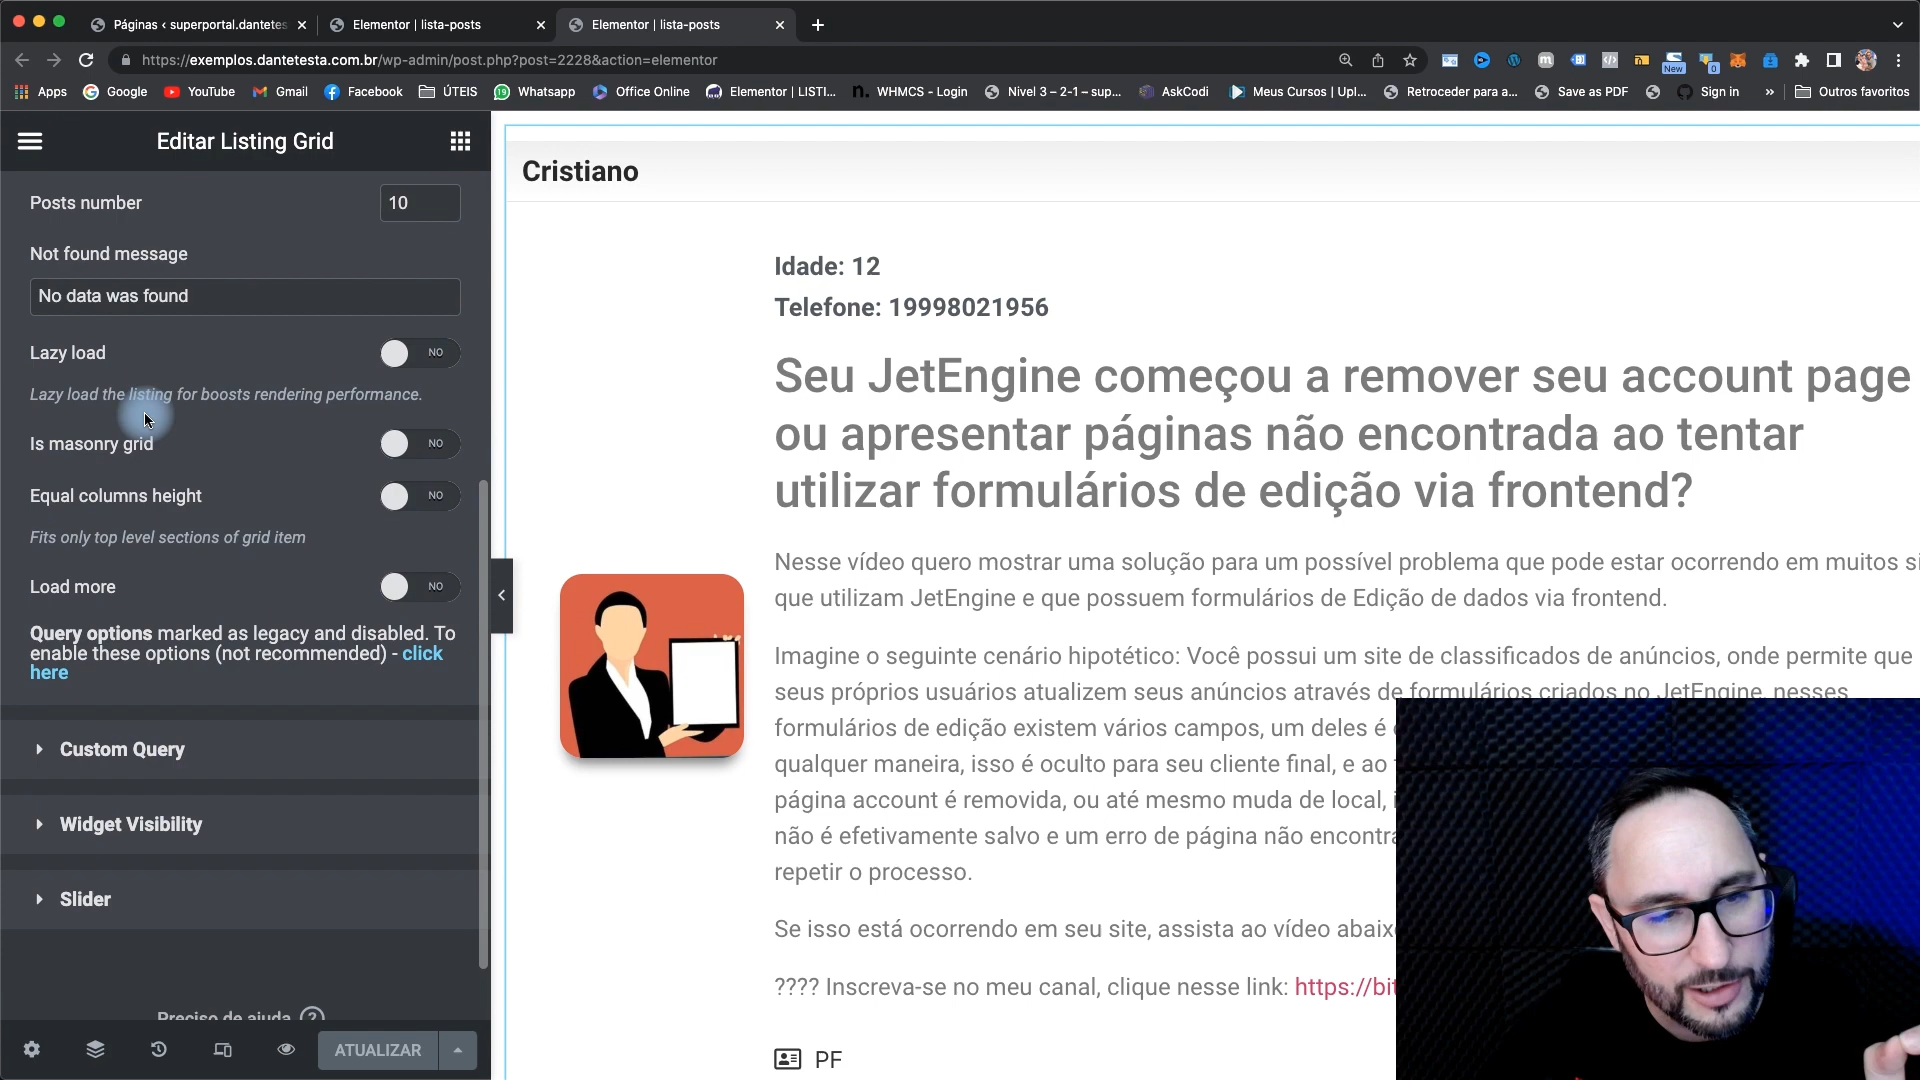 Páginas ‹ superportal.dantetes
Elementor | lista-posts
Elementor | lista-posts
https://exemplos.dantetesta.com.br/wp-admin/post.php?post=2228&action=elementor
New
0
Apps
Google
YouTube
Gmail
Facebook
ÚTEIS
19
Whatsapp
Office Online
Elementor | LISTI...
n.
WHMCS - Login
Nivel 3 – 2-1 – sup...
AskCodi
Meus Cursos | Upl...
Retroceder para a...
Save as PDF
Sign in
»
Outros favoritos
Editar Listing Grid
Posts number
10
Not found message
No data was found
Lazy load
NO
Lazy load the listing for boosts rendering performance.
Is masonry grid
NO
Equal columns height
NO
Fits only top level sections of grid item
Load more
NO
Query options marked as legacy and disabled. To
enable these options (not recommended) - click
here
Custom Query
Widget Visibility
Slider
Preciso de ajuda ?
ATUALIZAR
Cristiano
Idade: 12
Telefone: 19998021956
Seu JetEngine começou a remover seu account page
ou apresentar páginas não encontrada ao tentar
utilizar formulários de edição via frontend?
Nesse vídeo quero mostrar uma solução para um possível problema que pode estar ocorrendo em muitos si
que utilizam JetEngine e que possuem formulários de Edição de dados via frontend.
Imagine o seguinte cenário hipotético: Você possui um site de classificados de anúncios, onde permite que
seus próprios usuários atualizem seus anúncios através de formulários criados no JetEngine, nesses
formulários de edição existem vários campos, um deles é
qualquer maneira, isso é oculto para seu cliente final, e ao
página account é removida, ou até mesmo muda de local,
não é efetivamente salvo e um erro de página não encontra
repetir o processo.
Se isso está ocorrendo em seu site, assista ao vídeo abaix
???? Inscreva-se no meu canal, clique nesse link: https://bit
PF